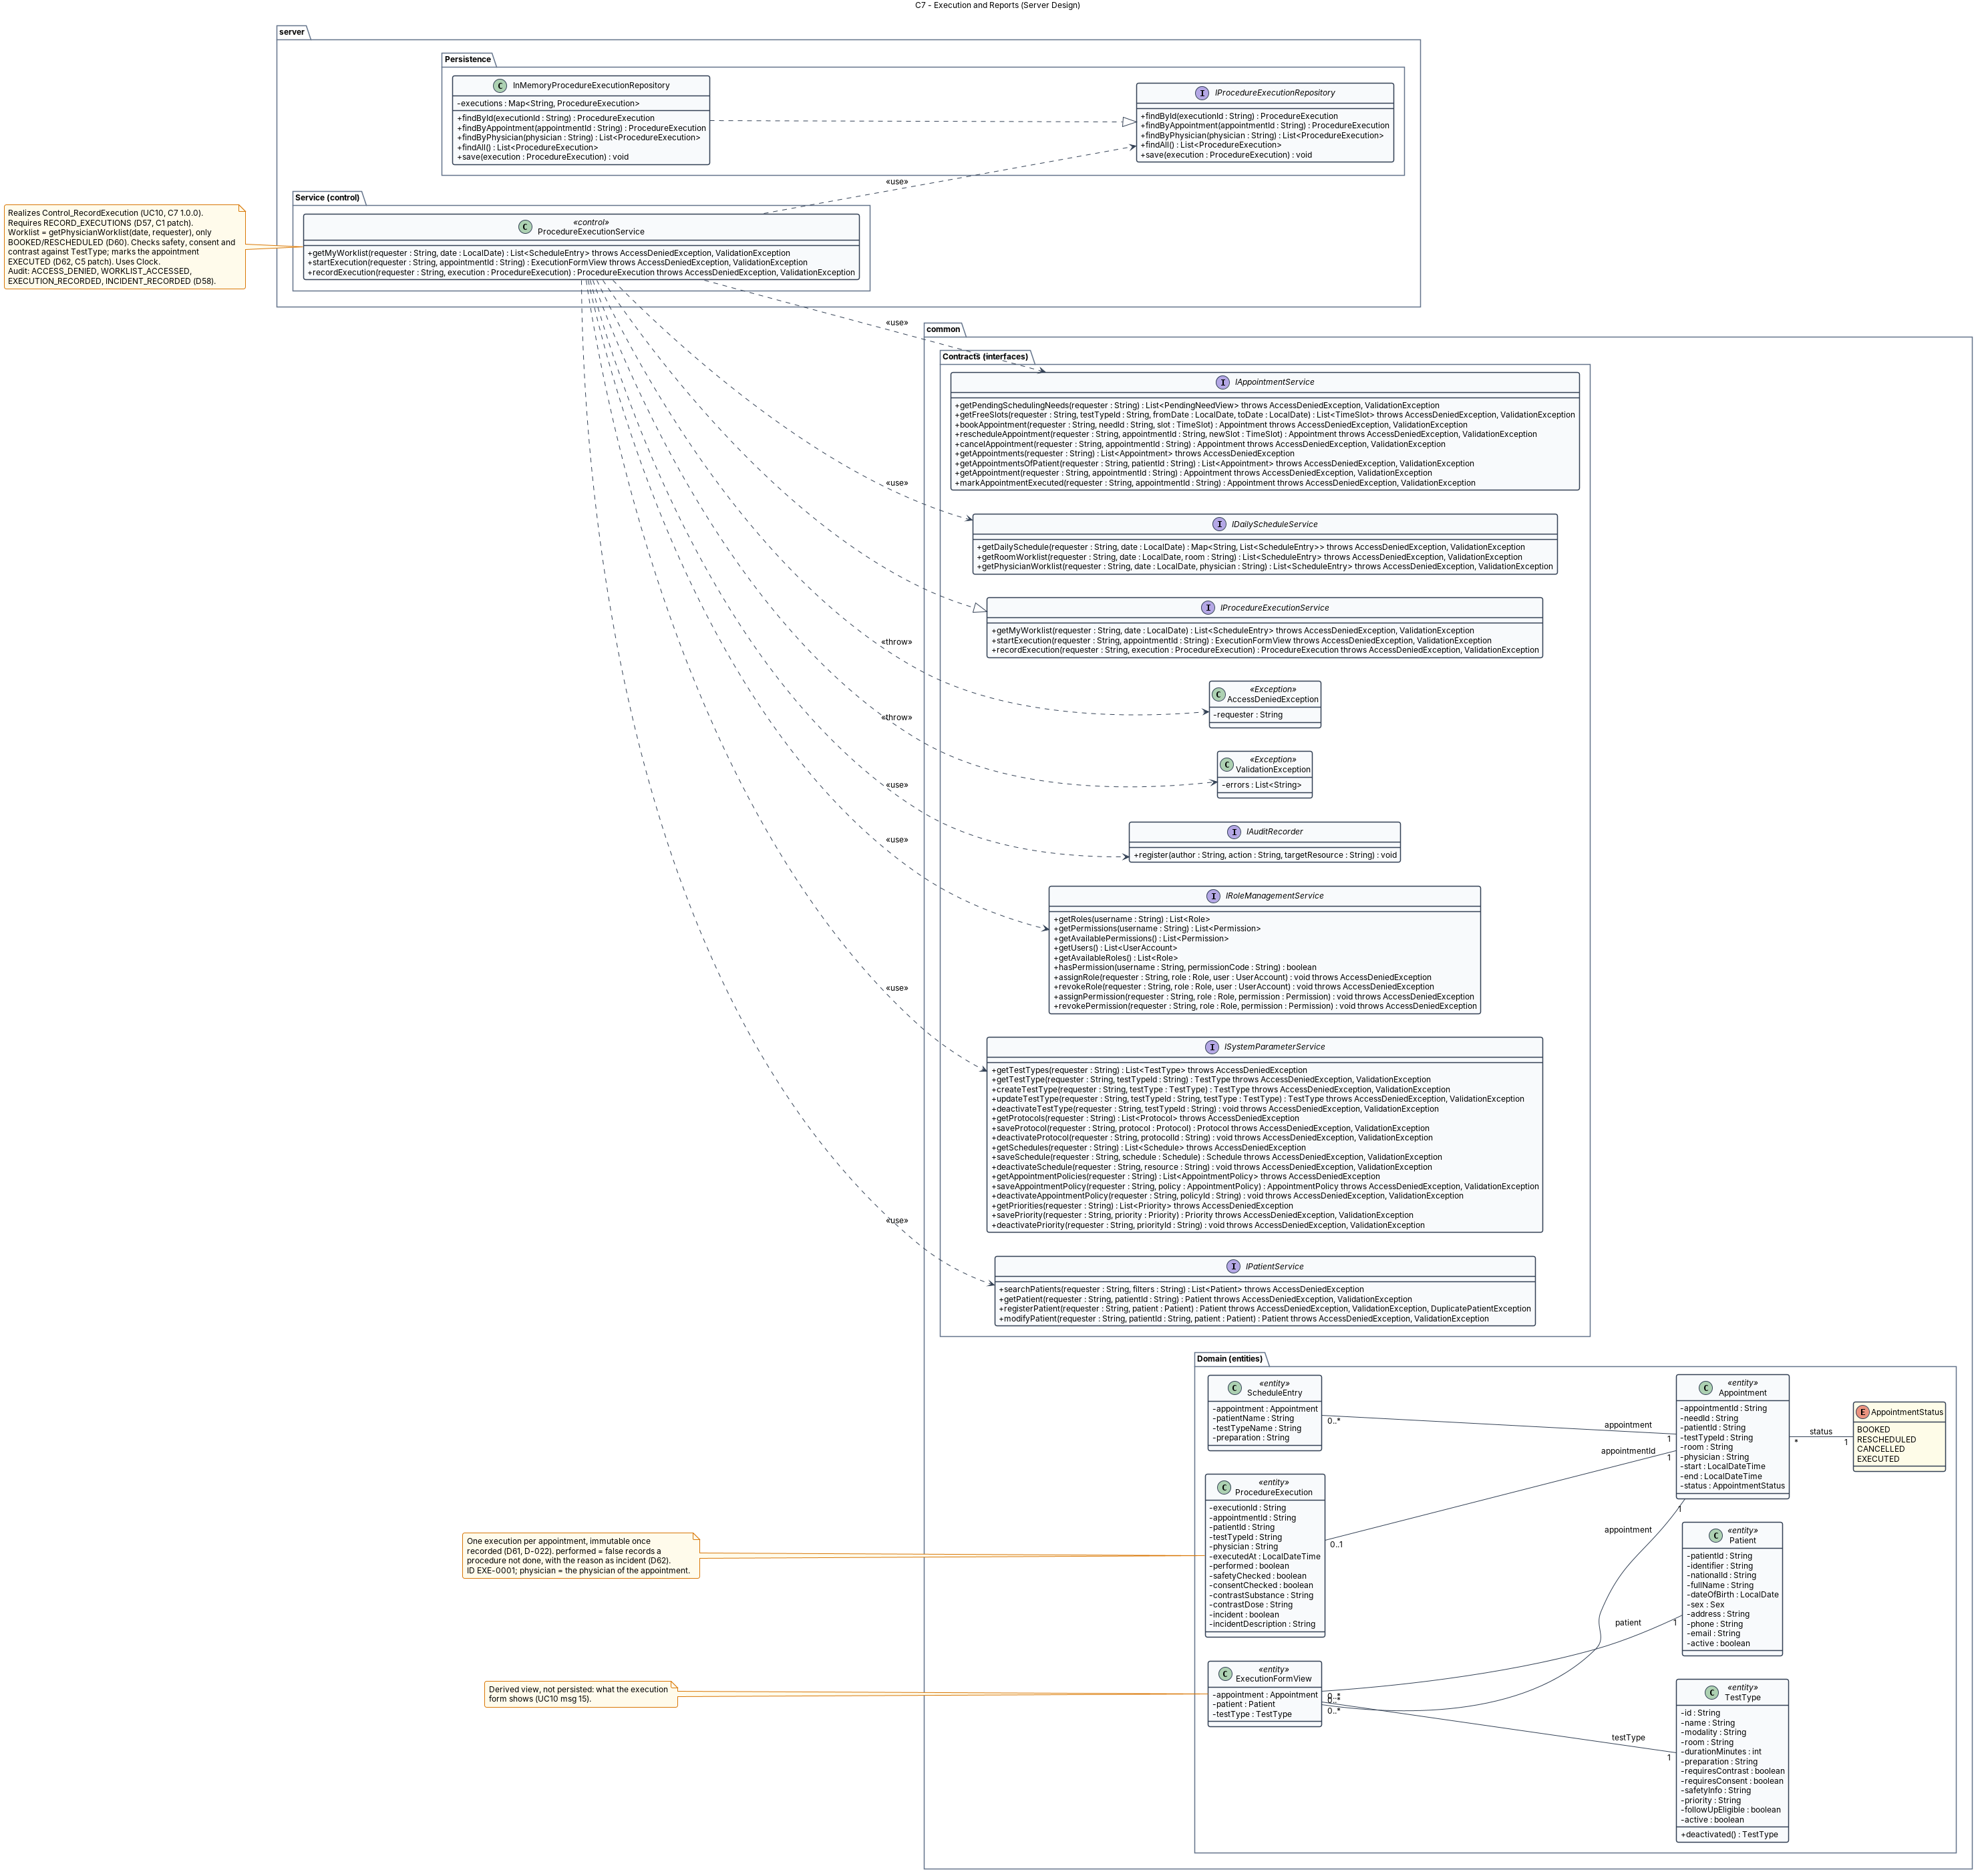 C7 - Execution and Reports (Server Design)
server
Persistence
C InMemoryProcedureExecutionRepository
-executions : Map<String, ProcedureExecution>
+findById(executionId : String) : ProcedureExecution
+findByAppointment(appointmentId : String) : ProcedureExecution
+findByPhysician(physician : String) : List<ProcedureExecution>
+findAll() : List<ProcedureExecution>
+save(execution : ProcedureExecution) : void
I IProcedureExecutionRepository
+findById(executionId : String) : ProcedureExecution
+findByAppointment(appointmentId : String) : ProcedureExecution
+findByPhysician(physician : String) : List<ProcedureExecution>
+findAll() : List<ProcedureExecution>
+save(execution : ProcedureExecution) : void
«use»
Service (control)
C «control»
ProcedureExecutionService
+getMyWorklist(requester : String, date : LocalDate) : List<ScheduleEntry> throws AccessDeniedException, ValidationException
+startExecution(requester : String, appointmentId : String) : ExecutionFormView throws AccessDeniedException, ValidationException
+recordExecution(requester : String, execution : ProcedureExecution) : ProcedureExecution throws AccessDeniedException, ValidationException
Realizes Control_RecordExecution (UC10, C7 1.0.0).
Requires RECORD_EXECUTIONS (D57, C1 patch).
Worklist = getPhysicianWorklist(date, requester), only
BOOKED/RESCHEDULED (D60). Checks safety, consent and
contrast against TestType; marks the appointment
EXECUTED (D62, C5 patch). Uses Clock.
Audit: ACCESS_DENIED, WORKLIST_ACCESSED,
EXECUTION_RECORDED, INCIDENT_RECORDED (D58).
«use»
common
Contracts (interfaces)
I IAppointmentService
+getPendingSchedulingNeeds(requester : String) : List<PendingNeedView> throws AccessDeniedException, ValidationException
+getFreeSlots(requester : String, testTypeId : String, fromDate : LocalDate, toDate : LocalDate) : List<TimeSlot> throws AccessDeniedException, ValidationException
+bookAppointment(requester : String, needId : String, slot : TimeSlot) : Appointment throws AccessDeniedException, ValidationException
+rescheduleAppointment(requester : String, appointmentId : String, newSlot : TimeSlot) : Appointment throws AccessDeniedException, ValidationException
+cancelAppointment(requester : String, appointmentId : String) : Appointment throws AccessDeniedException, ValidationException
+getAppointments(requester : String) : List<Appointment> throws AccessDeniedException
+getAppointmentsOfPatient(requester : String, patientId : String) : List<Appointment> throws AccessDeniedException, ValidationException
+getAppointment(requester : String, appointmentId : String) : Appointment throws AccessDeniedException, ValidationException
+markAppointmentExecuted(requester : String, appointmentId : String) : Appointment throws AccessDeniedException, ValidationException
«use»
I IDailyScheduleService
+getDailySchedule(requester : String, date : LocalDate) : Map<String, List<ScheduleEntry>> throws AccessDeniedException, ValidationException
+getRoomWorklist(requester : String, date : LocalDate, room : String) : List<ScheduleEntry> throws AccessDeniedException, ValidationException
+getPhysicianWorklist(requester : String, date : LocalDate, physician : String) : List<ScheduleEntry> throws AccessDeniedException, ValidationException
I IProcedureExecutionService
+getMyWorklist(requester : String, date : LocalDate) : List<ScheduleEntry> throws AccessDeniedException, ValidationException
+startExecution(requester : String, appointmentId : String) : ExecutionFormView throws AccessDeniedException, ValidationException
+recordExecution(requester : String, execution : ProcedureExecution) : ProcedureExecution throws AccessDeniedException, ValidationException
«throw»
C «Exception»
AccessDeniedException
-requester : String
«throw»
C «Exception»
ValidationException
-errors : List<String>
«use»
I IAuditRecorder
+register(author : String, action : String, targetResource : String) : void
«use»
I IRoleManagementService
+getRoles(username : String) : List<Role>
+getPermissions(username : String) : List<Permission>
+getAvailablePermissions() : List<Permission>
+getUsers() : List<UserAccount>
+getAvailableRoles() : List<Role>
+hasPermission(username : String, permissionCode : String) : boolean
+assignRole(requester : String, role : Role, user : UserAccount) : void throws AccessDeniedException
+revokeRole(requester : String, role : Role, user : UserAccount) : void throws AccessDeniedException
+assignPermission(requester : String, role : Role, permission : Permission) : void throws AccessDeniedException
+revokePermission(requester : String, role : Role, permission : Permission) : void throws AccessDeniedException
«use»
I ISystemParameterService
+getTestTypes(requester : String) : List<TestType> throws AccessDeniedException
+getTestType(requester : String, testTypeId : String) : TestType throws AccessDeniedException, ValidationException
+createTestType(requester : String, testType : TestType) : TestType throws AccessDeniedException, ValidationException
+updateTestType(requester : String, testTypeId : String, testType : TestType) : TestType throws AccessDeniedException, ValidationException
+deactivateTestType(requester : String, testTypeId : String) : void throws AccessDeniedException, ValidationException
+getProtocols(requester : String) : List<Protocol> throws AccessDeniedException
+saveProtocol(requester : String, protocol : Protocol) : Protocol throws AccessDeniedException, ValidationException
+deactivateProtocol(requester : String, protocolId : String) : void throws AccessDeniedException, ValidationException
+getSchedules(requester : String) : List<Schedule> throws AccessDeniedException
+saveSchedule(requester : String, schedule : Schedule) : Schedule throws AccessDeniedException, ValidationException
+deactivateSchedule(requester : String, resource : String) : void throws AccessDeniedException, ValidationException
+getAppointmentPolicies(requester : String) : List<AppointmentPolicy> throws AccessDeniedException
+saveAppointmentPolicy(requester : String, policy : AppointmentPolicy) : AppointmentPolicy throws AccessDeniedException, ValidationException
+deactivateAppointmentPolicy(requester : String, policyId : String) : void throws AccessDeniedException, ValidationException
+getPriorities(requester : String) : List<Priority> throws AccessDeniedException
+savePriority(requester : String, priority : Priority) : Priority throws AccessDeniedException, ValidationException
+deactivatePriority(requester : String, priorityId : String) : void throws AccessDeniedException, ValidationException
«use»
I IPatientService
+searchPatients(requester : String, filters : String) : List<Patient> throws AccessDeniedException
+getPatient(requester : String, patientId : String) : Patient throws AccessDeniedException, ValidationException
+registerPatient(requester : String, patient : Patient) : Patient throws AccessDeniedException, ValidationException, DuplicatePatientException
+modifyPatient(requester : String, patientId : String, patient : Patient) : Patient throws AccessDeniedException, ValidationException
Domain (entities)
C «entity»
ScheduleEntry
-appointment : Appointment
-patientName : String
-testTypeName : String
-preparation : String
0..*
appointment
1
C «entity»
Appointment
-appointmentId : String
-needId : String
-patientId : String
-testTypeId : String
-room : String
-physician : String
-start : LocalDateTime
-end : LocalDateTime
-status : AppointmentStatus
*
status
1
E AppointmentStatus
BOOKED
RESCHEDULED
CANCELLED
EXECUTED
C «entity»
ProcedureExecution
-executionId : String
-appointmentId : String
-patientId : String
-testTypeId : String
-physician : String
-executedAt : LocalDateTime
-performed : boolean
-safetyChecked : boolean
-consentChecked : boolean
-contrastSubstance : String
-contrastDose : String
-incident : boolean
-incidentDescription : String
0..1
appointmentId
1
One execution per appointment, immutable once
recorded (D61, D-022). performed = false records a
procedure not done, with the reason as incident (D62).
ID EXE-0001; physician = the physician of the appointment.
appointment
1
C «entity»
Patient
-patientId : String
-identifier : String
-nationalId : String
-fullName : String
-dateOfBirth : LocalDate
-sex : Sex
-address : String
-phone : String
-email : String
-active : boolean
patient
1
C «entity»
ExecutionFormView
-appointment : Appointment
-patient : Patient
-testType : TestType
0..*
0..*
0..*
Derived view, not persisted: what the execution
form shows (UC10 msg 15).
testType
1
C «entity»
TestType
-id : String
-name : String
-modality : String
-room : String
-durationMinutes : int
-preparation : String
-requiresContrast : boolean
-requiresConsent : boolean
-safetyInfo : String
-priority : String
-followUpEligible : boolean
-active : boolean
+deactivated() : TestType